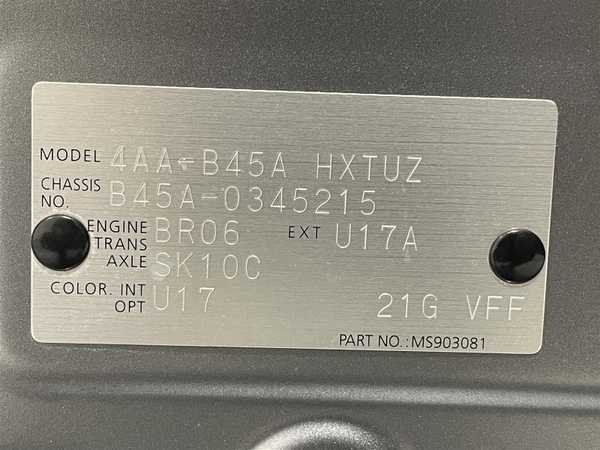 MODEL 4AA-B45A HXTUZ
CHASSIS NO. B45A-0345215
ENGINE BR06 EXT U17A
TRANS AXLE SK10C
COLOR. INT U17
OPT 21G VFF
PART NO.:MS903081